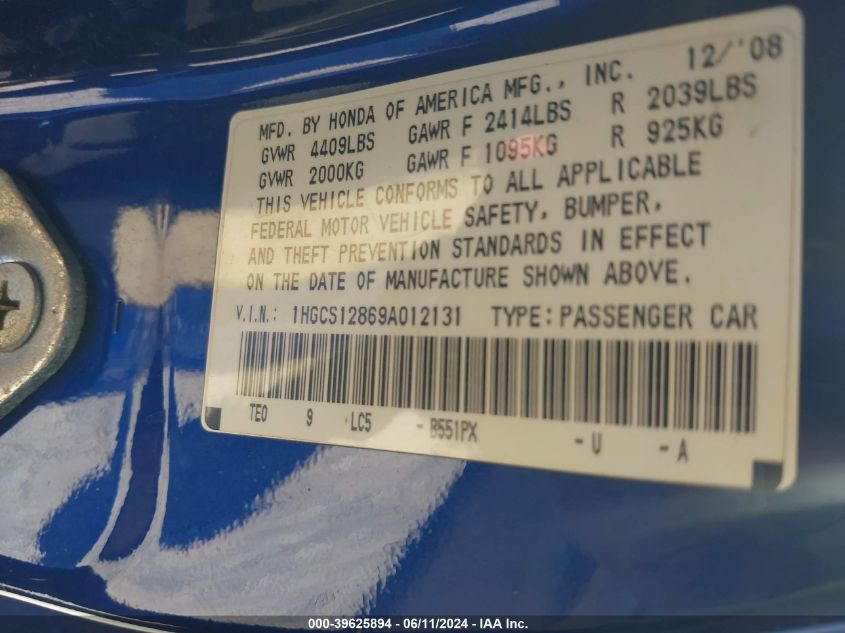 12/'08
MFD. BY HONDA OF AMERICA MFG., INC.
GVWR 4409LBS GAWR F 2414LBS R 2039LBS
GVWR 2000KG GAWR F 1095KG R 925KG
THIS VEHICLE CONFORMS TO ALL APPLICABLE
FEDERAL MOTOR VEHICLE SAFETY, BUMPER,
AND THEFT PREVENTION STANDARDS IN EFFECT
ON THE DATE OF MANUFACTURE SHOWN ABOVE.
V.I.N.: 1HGCS12869A012131 TYPE:PASSENGER CAR
TE0 9 LC5 - B551PX - U - A
000-39625894 - 06/11/2024 - IAA Inc.